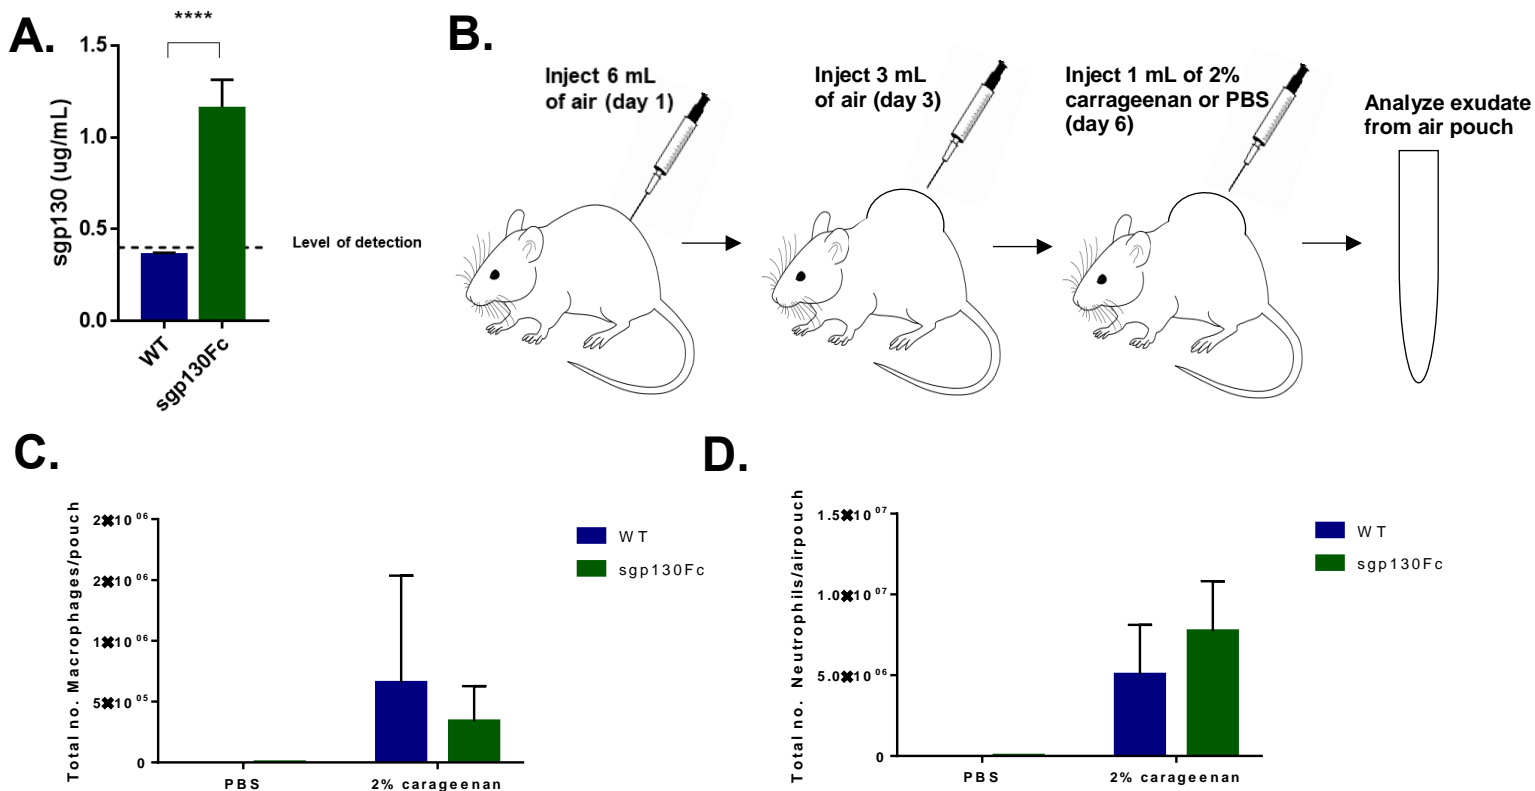 A.
****
1.5
1.0
0.5
0.0
sgp130 (ug/mL)
Level of detection
WT
sgp130Fc
B.
Inject 6 mL
of air (day 1)
Inject 3 mL
of air (day 3)
Inject 1 mL of 2%
carrageenan or PBS
(day 6)
Analyze exudate
from air pouch
C.
Total no. Macrophages/pouch
2✖10 06
2✖10 06
1✖10 06
5✖10 05
0
PBS
2% carageenan
WT
sgp130Fc
D.
Total no. Neutrophils/airpouch
1.5✖10 07
1.0✖10 07
5.0✖10 06
0
PBS
2% carageenan
WT
sgp130Fc